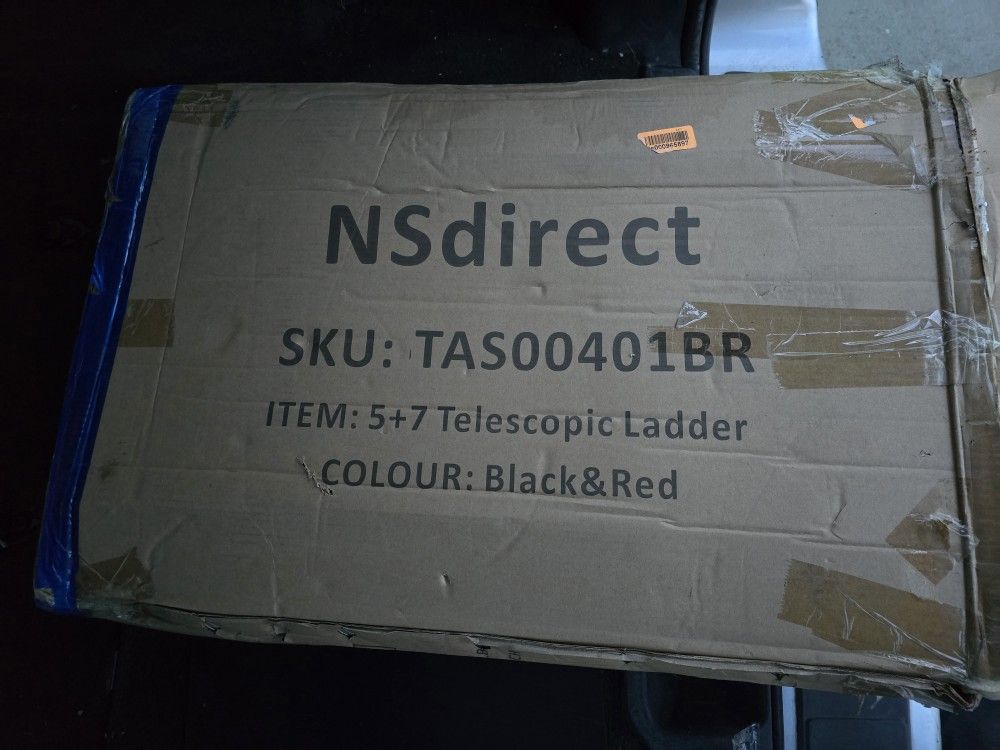 NSdirect
SKU: TAS00401BR
ITEM: 5+7 Telescopic Ladder
COLOUR: Black&Red